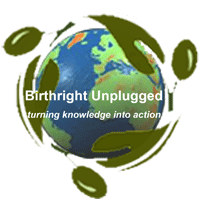 Birthright Unplugged
turning knowledge into action